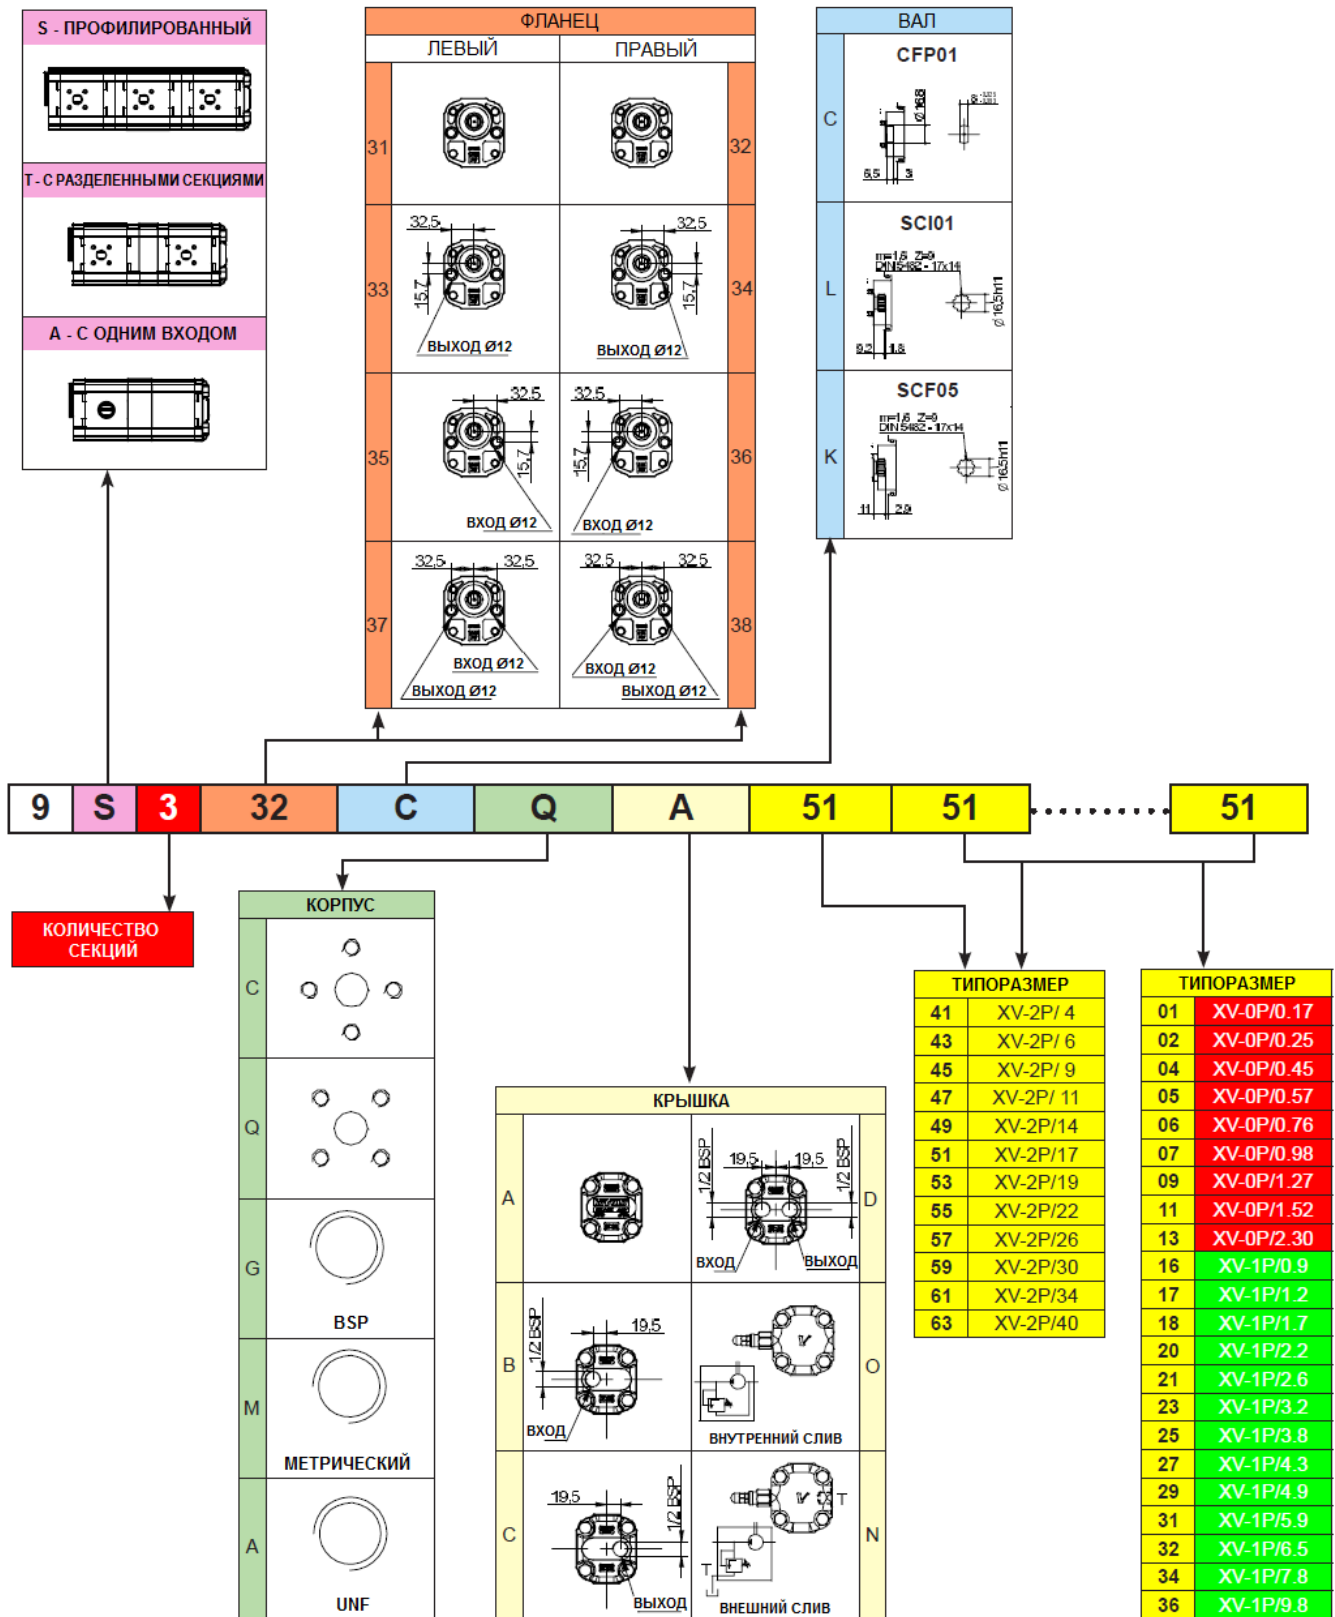 S - ПРОФИЛИРОВАННЫЙ
T - С РАЗДЕЛЕННЫМИ СЕКЦИЯМИ
A - С ОДНИМ ВХОДОМ
ФЛАНЕЦ
ЛЕВЫЙ ПРАВЫЙ
31 32
33 32,5 15,7 ВЫХОД Ø12
32,5 15,7 ВЫХОД Ø12 34
35 32,5 15,7 ВХОД Ø12
32,5 15,7 ВХОД Ø12 36
37 32,5 32,5 ВХОД Ø12 ВЫХОД Ø12
32,5 32,5 ВХОД Ø12 ВЫХОД Ø12 38
ВАЛ
CFP01
C Ø16,8
6,5 3
SCI01
m=1,6 Z=9
DIN 5482 - 17x14
L Ø 16,5h11
9,2 1,8
SCF05
m=1,6 Z=9
DIN 5482 - 17x14
K Ø 16,5h11
11 2,9
9 S 3 32 C Q A 51 51 51
КОЛИЧЕСТВО
СЕКЦИЙ
КОРПУС
C
Q
G
BSP
M
МЕТРИЧЕСКИЙ
A
UNF
КРЫШКА
A
1/2 BSP 19,5 19,5 1/2 BSP
D
ВХОД ВЫХОД
1/2 BSP 19,5
B
ВХОД
O
ВНУТРЕННИЙ СЛИВ
19,5 1/2 BSP
C
ВЫХОД
T
N
T
ВНЕШНИЙ СЛИВ
ТИПОРАЗМЕР
41 XV-2P/ 4
43 XV-2P/ 6
45 XV-2P/ 9
47 XV-2P/ 11
49 XV-2P/14
51 XV-2P/17
53 XV-2P/19
55 XV-2P/22
57 XV-2P/26
59 XV-2P/30
61 XV-2P/34
63 XV-2P/40
ТИПОРАЗМЕР
01 XV-0P/0.17
02 XV-0P/0.25
04 XV-0P/0.45
05 XV-0P/0.57
06 XV-0P/0.76
07 XV-0P/0.98
09 XV-0P/1.27
11 XV-0P/1.52
13 XV-0P/2.30
16 XV-1P/0.9
17 XV-1P/1.2
18 XV-1P/1.7
20 XV-1P/2.2
21 XV-1P/2.6
23 XV-1P/3.2
25 XV-1P/3.8
27 XV-1P/4.3
29 XV-1P/4.9
31 XV-1P/5.9
32 XV-1P/6.5
34 XV-1P/7.8
36 XV-1P/9.8